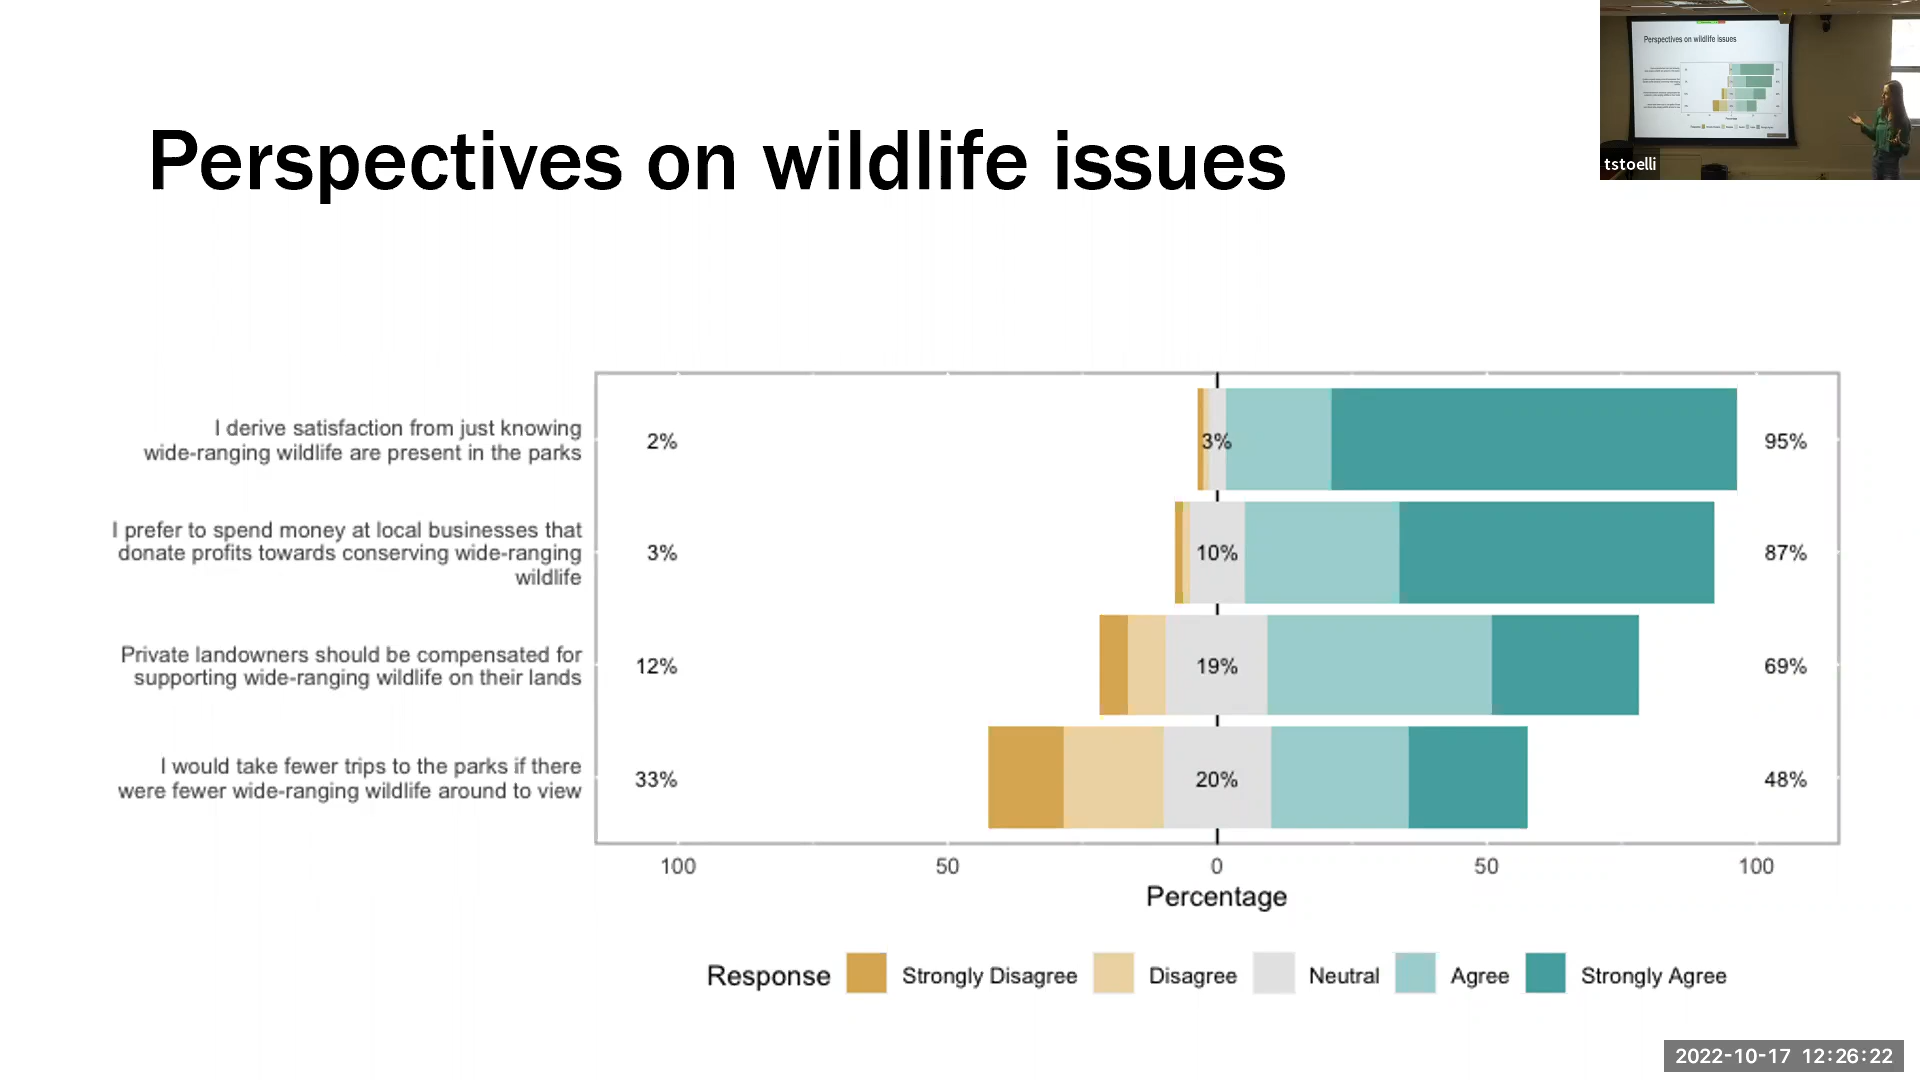 Perspectives on wildlife issues
Perspectives on wildlife issues
tstoelli
I derive satisfaction from just knowing
wide-ranging wildlife are present in the parks
2%
3%
95%
I prefer to spend money at local businesses that
donate profits towards conserving wide-ranging
wildlife
3%
10%
87%
Private landowners should be compensated for
supporting wide-ranging wildlife on their lands
12%
19%
69%
I would take fewer trips to the parks if there
were fewer wide-ranging wildlife around to view
33%
20%
48%
100 50 0 50 100
Percentage
Response Strongly Disagree Disagree Neutral Agree Strongly Agree
2022-10-17 12:26:22